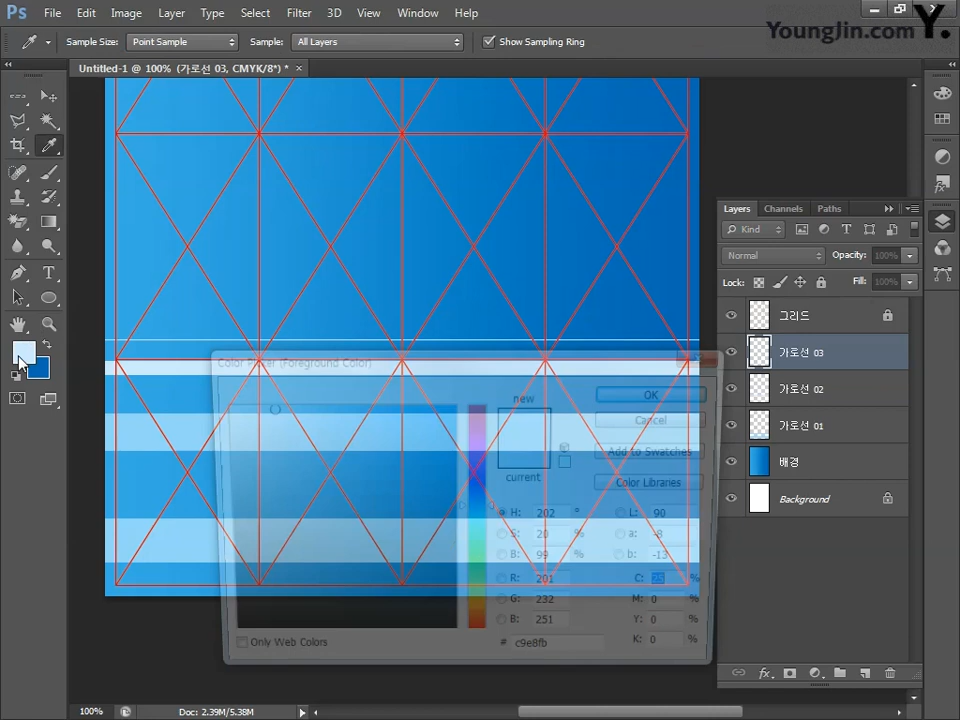 Ps File Edit Image Layer Type Select Filter 3D View Window Help
YoungJin.com Y.
Sample Size: Point Sample Sample: All Layers Show Sampling Ring
Untitled-1 @ 100% (가로선 03, CMYK/8*) * ×
Layers Channels Paths
Kind
Normal Opacity: 100%
Lock: Fill: 100%
그리드
가로선 03
가로선 02
가로선 01
배경
Background
Color Picker (Foreground Color)
new
current
OK
Cancel
Add to Swatches
Color Libraries
H: 202 °
S: 20 %
B: 99 %
R: 201
G: 232
B: 251
L: 90
a: -8
b: -13
C: 25 %
M: 0 %
Y: 0 %
K: 0 %
# c9e8fb
Only Web Colors
fx
100% Doc: 2.39M/5.38M